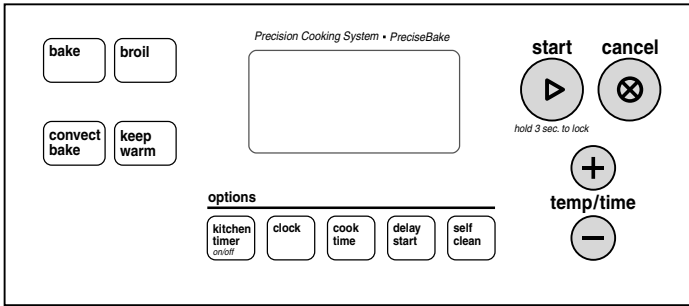 Precision Cooking System • PreciseBake
bake
broil
convect
bake
keep
warm
start
cancel
hold 3 sec. to lock
temp/time
options
kitchen
timer
on/off
clock
cook
time
delay
start
self
clean